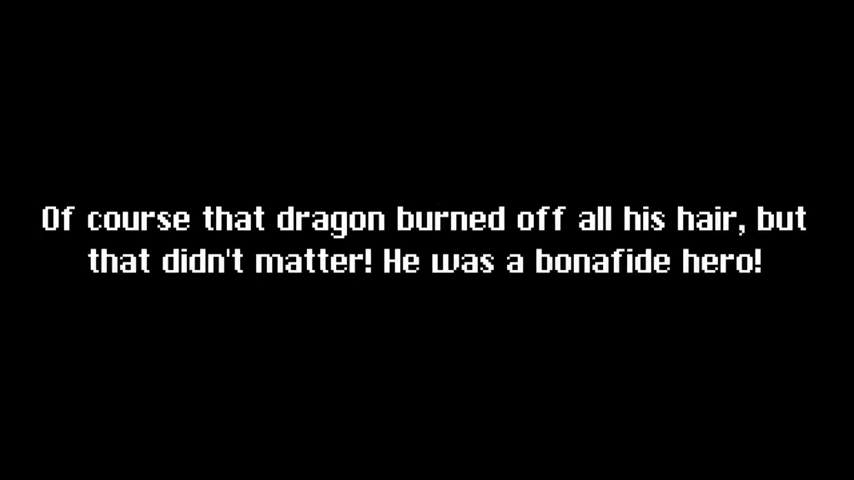 Of course that dragon burned off all his hair, but
that didn't matter! He was a bonafide hero!